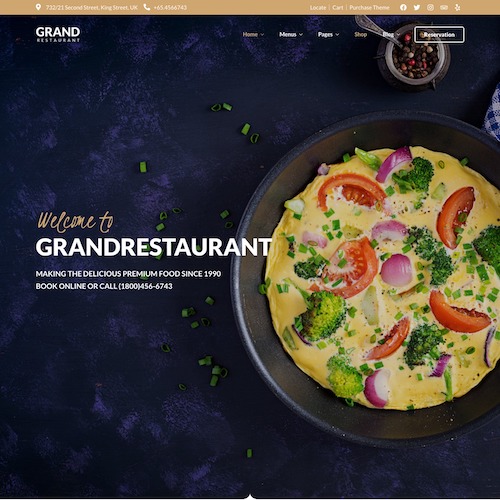 732/21 Second Street, King Street, UK +65.4566743 Locate Cart Purchase Theme
GRAND
RESTAURANT
Home Menus Pages Shop Blog Reservation
Welcome to
GRANDRESTAURANT
MAKING THE DELICIOUS PREMIUM FOOD SINCE 1990
BOOK ONLINE OR CALL (1800)456-6743